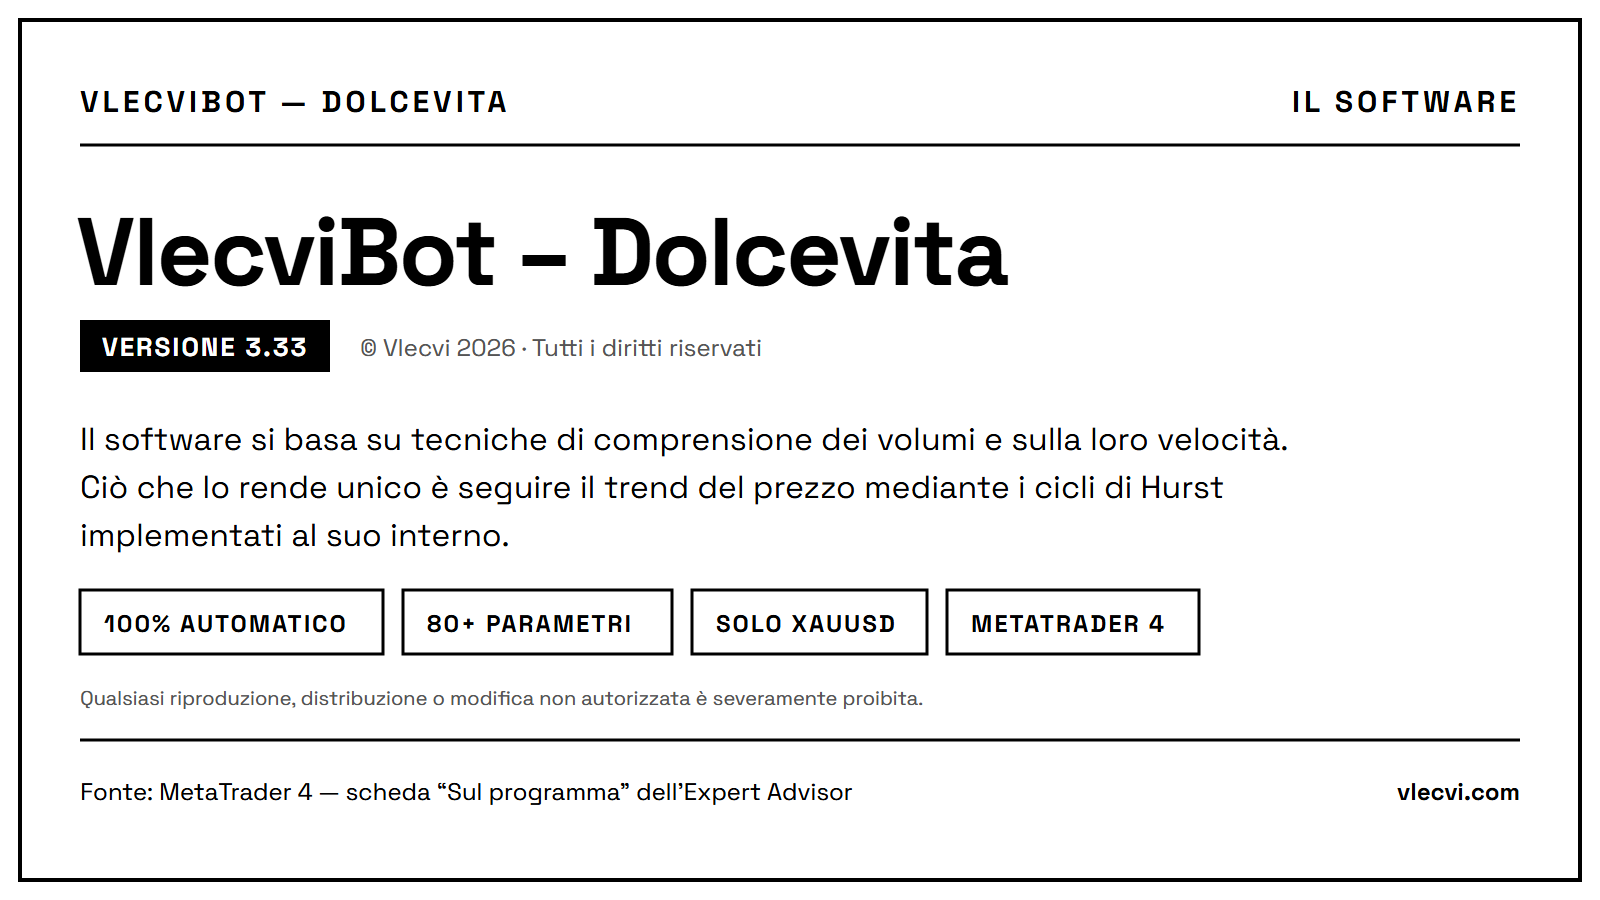 VLECVIBOT — DOLCEVITA
IL SOFTWARE
VlecviBot – Dolcevita
VERSIONE 3.33
© Vlecvi 2026 · Tutti i diritti riservati
Il software si basa su tecniche di comprensione dei volumi e sulla loro velocità.
Ciò che lo rende unico è seguire il trend del prezzo mediante i cicli di Hurst
implementati al suo interno.
100% AUTOMATICO
80+ PARAMETRI
SOLO XAUUSD
METATRADER 4
Qualsiasi riproduzione, distribuzione o modifica non autorizzata è severamente proibita.
Fonte: MetaTrader 4 — scheda “Sul programma” dell’Expert Advisor
vlecvi.com